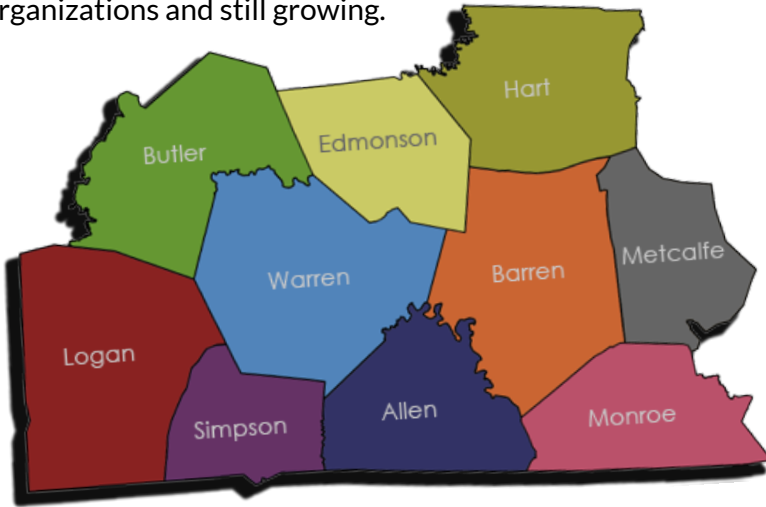 rganizations and still growing.
Hart
Edmonson
Butler
Metcalfe
Barren
Warren
Logan
Allen
Monroe
Simpson